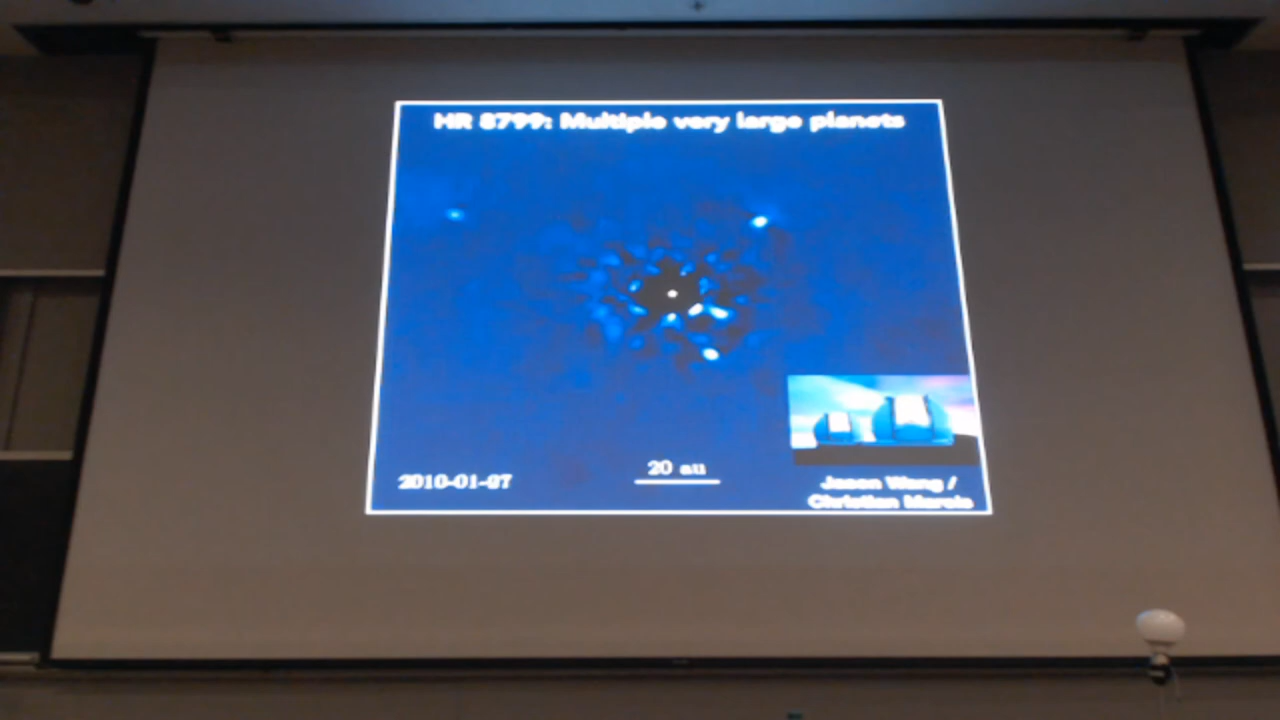 HR 8799: Multiple very large planets
20 au
2010-01-07
Jason Wang /
Christian Marois